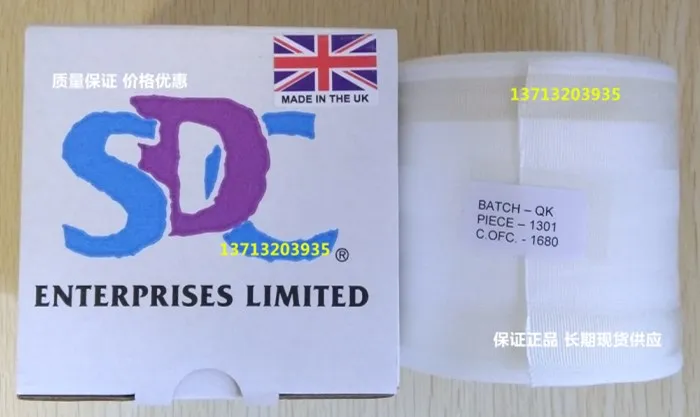 质量保证 价格优惠
MADE IN THE UK
SDC
13713203935
®
ENTERPRISES LIMITED
13713203935
BATCH – QK
PIECE – 1301
C.OFC. - 1680
保证正品 长期现货供应